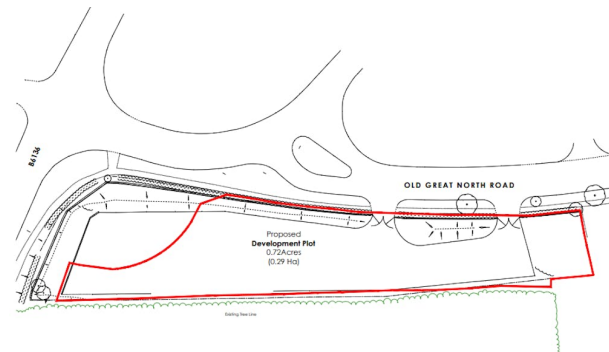 B6136
OLD GREAT NORTH ROAD
Proposed
Development Plot
0.72Acres
(0.29 Ha)
Existing Tree Line